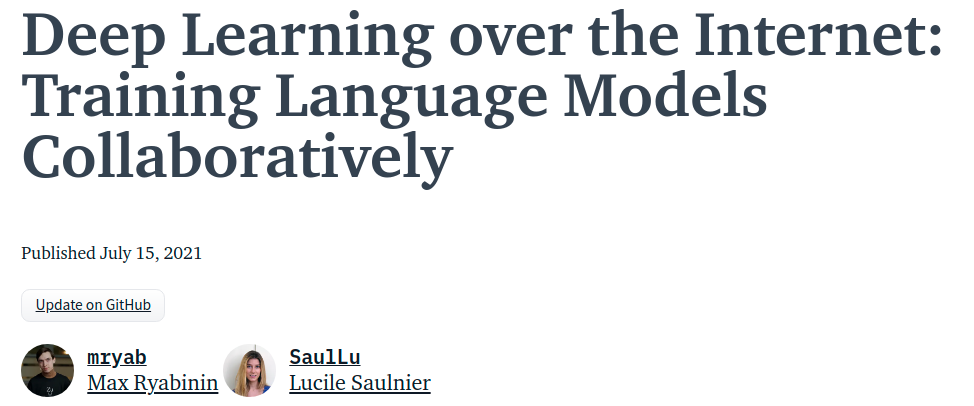 Deep Learning over the Internet:
Training Language Models
Collaboratively
Published July 15, 2021
Update on GitHub
mryab
Max Ryabinin
SaulLu
Lucile Saulnier